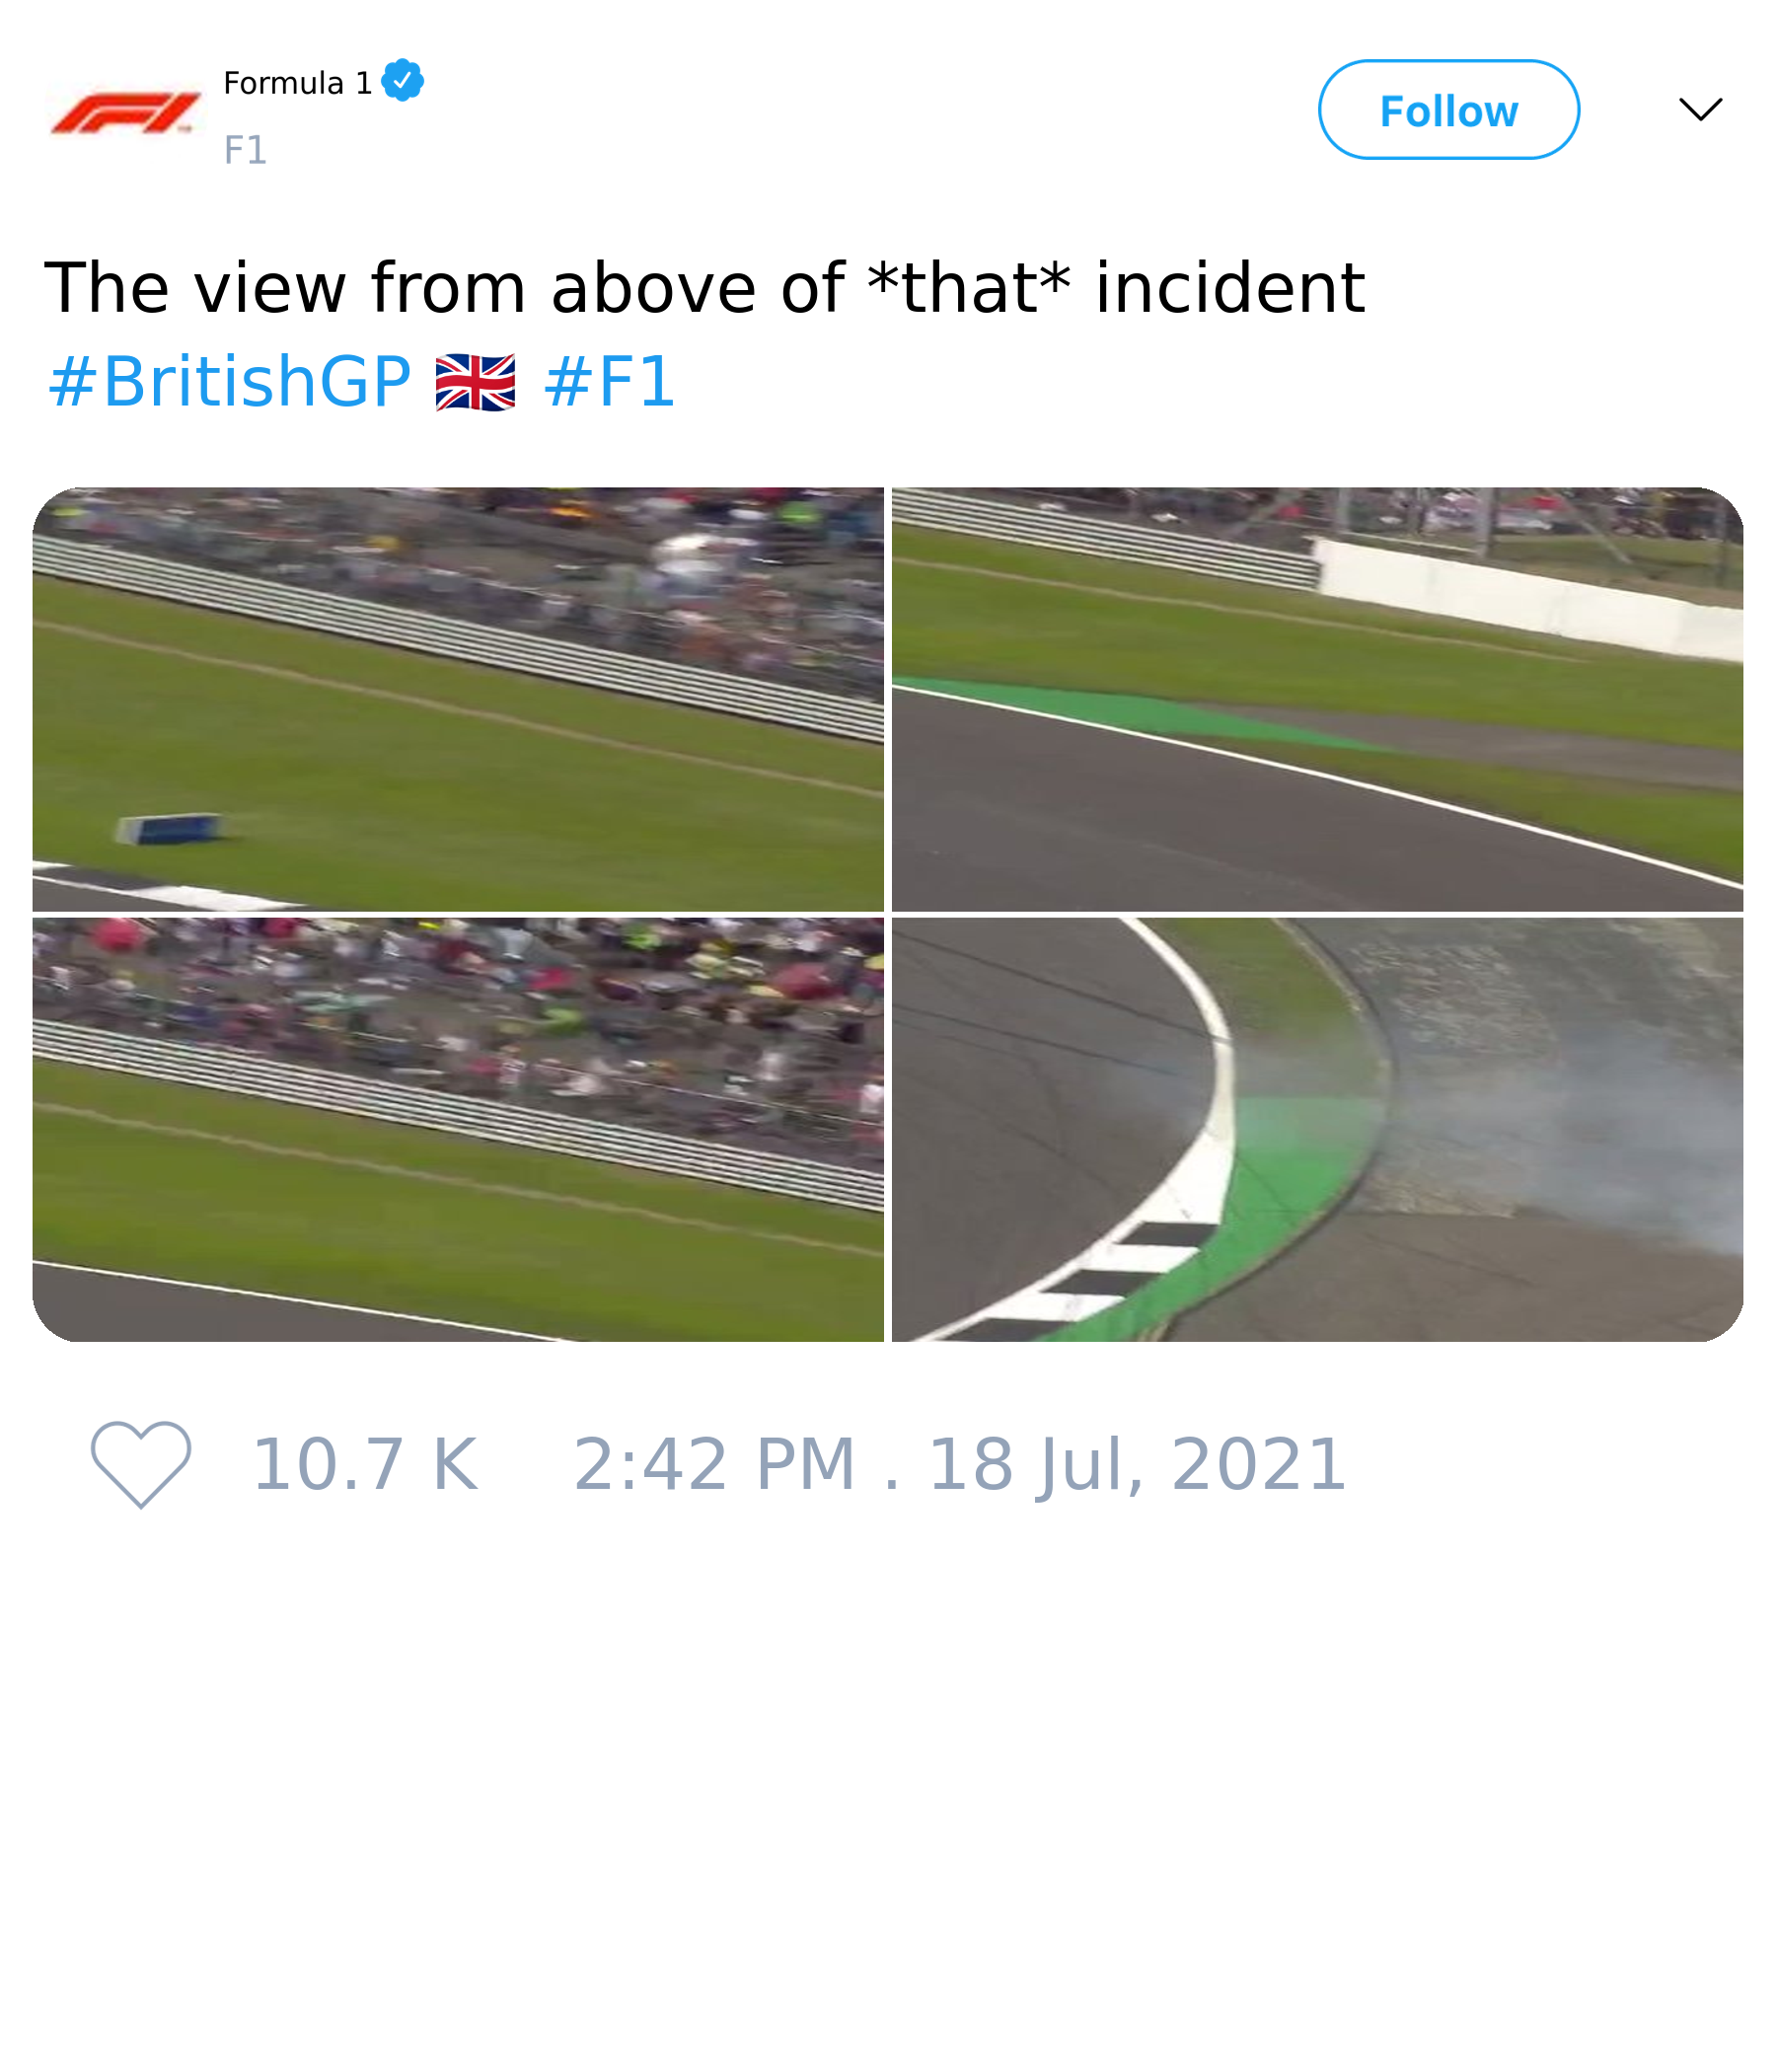 Formula 1
F1
Follow
The view from above of *that* incident
#BritishGP 🇬🇧 #F1
10.7 K 2:42 PM . 18 Jul, 2021